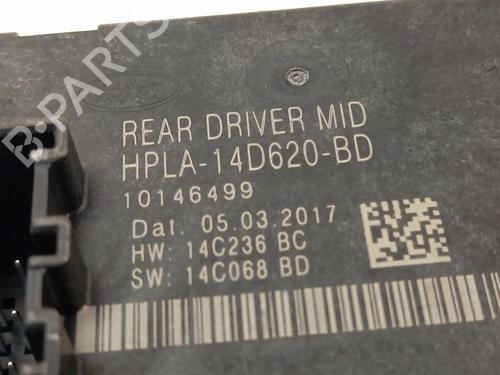 REAR DRIVER MID
HPLA-14D620-BD
10146499
Dat. 05.03.2017
HW: 14C236 BC
SW: 14C068 BD
B-PARTS